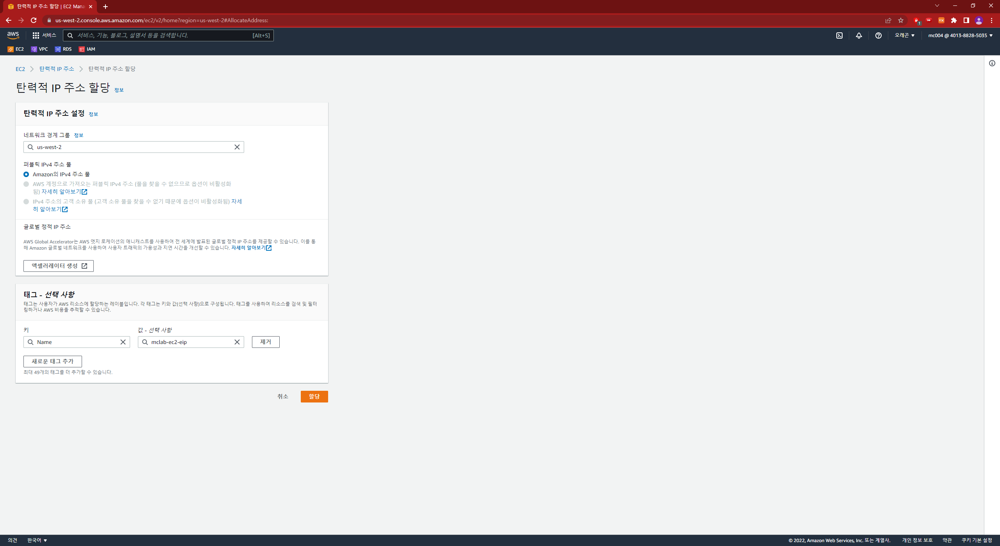 탄력적 IP 주소 할당 | EC2 Mana
us-west-2.console.aws.amazon.com/ec2/v2/home?region=us-west-2#AllocateAddress:
1
EX
aws
서비스
서비스, 기능, 블로그, 설명서 등을 검색합니다.
[Alt+S]
오레곤
mc004 @ 4013-8828-5035
EC2
VPC
RDS
IAM
EC2
탄력적 IP 주소
탄력적 IP 주소 할당
탄력적 IP 주소 할당 정보
탄력적 IP 주소 설정 정보
네트워크 경계 그룹 정보
us-west-2
퍼블릭 IPv4 주소 풀
Amazon의 IPv4 주소 풀
AWS 계정으로 가져오는 퍼블릭 IPv4 주소 (풀을 찾을 수 없으므로 옵션이 비활성화
됨) 자세히 알아보기
IPv4 주소의 고객 소유 풀 (고객 소유 풀을 찾을 수 없기 때문에 옵션이 비활성화됨) 자세
히 알아보기
글로벌 정적 IP 주소
AWS Global Accelerator는 AWS 엣지 로케이션의 애니캐스트를 사용하여 전 세계에 발표된 글로벌 정적 IP 주소를 제공할 수 있습니다. 이를 통
해 Amazon 글로벌 네트워크를 사용하여 사용자 트래픽의 가용성과 지연 시간을 개선할 수 있습니다. 자세히 알아보기
액셀러레이터 생성
태그 - 선택 사항
태그는 사용자가 AWS 리소스에 할당하는 레이블입니다. 각 태그는 키와 값(선택 사항)으로 구성됩니다. 태그를 사용하여 리소스를 검색 및 필터
링하거나 AWS 비용을 추적할 수 있습니다.
키
값 - 선택 사항
Name
mclab-ec2-eip
제거
새로운 태그 추가
최대 49개의 태그를 더 추가할 수 있습니다.
취소
할당
의견
한국어
© 2022, Amazon Web Services, Inc. 또는 계열사.
개인 정보 보호
약관
쿠키 기본 설정